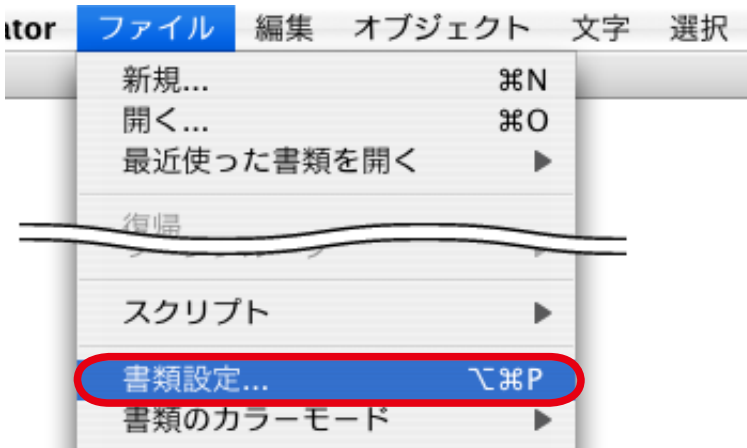 ator ファイル 編集 オブジェクト 文字 選択
新規... ⌘N
開く... ⌘O
最近使った書類を開く ▶
復帰
スクリプト ▶
書類設定... ⌥⌘P
書類のカラーモード ▶